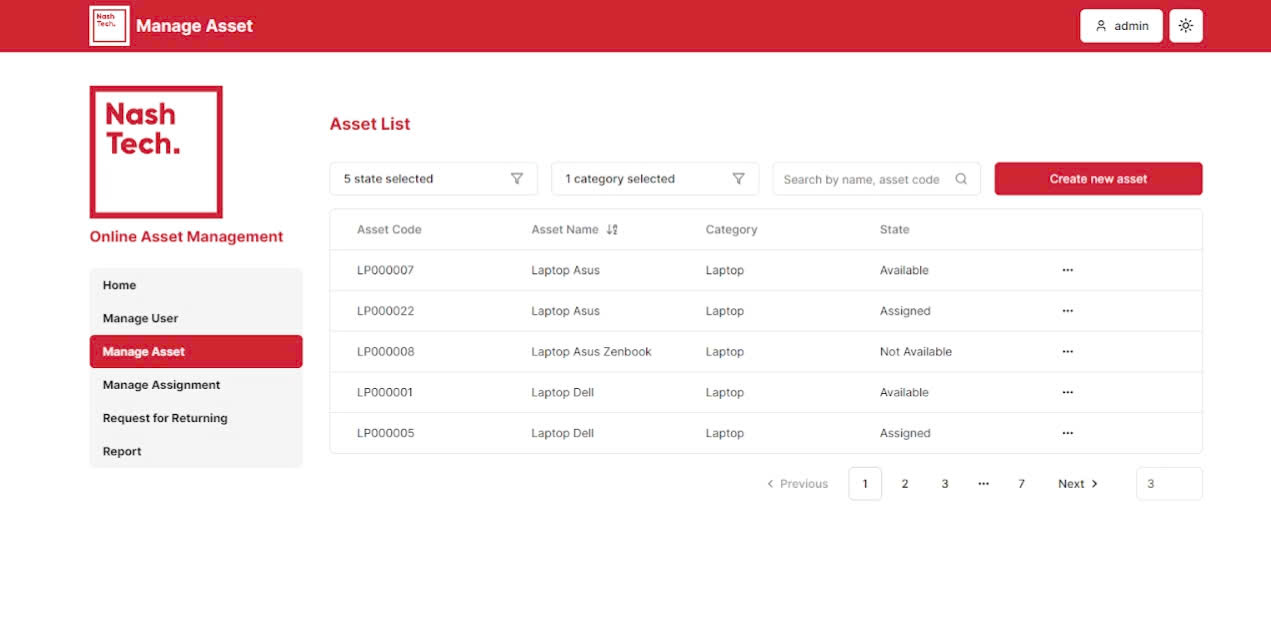 Nash
Tech.
Manage Asset
admin
Nash
Tech.
Online Asset Management
Home
Manage User
Manage Asset
Manage Assignment
Request for Returning
Report
Asset List
5 state selected
1 category selected
Search by name, asset code
Create new asset
Asset Code Asset Name Category State
LP000007 Laptop Asus Laptop Available ...
LP000022 Laptop Asus Laptop Assigned ...
LP000008 Laptop Asus Zenbook Laptop Not Available ...
LP000001 Laptop Dell Laptop Available ...
LP000005 Laptop Dell Laptop Assigned ...
< Previous 1 2 3 ... 7 Next > 3